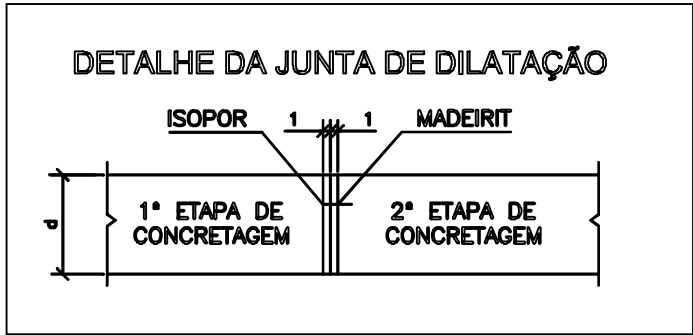 DETALHE DA JUNTA DE DILATAÇÃO
ISOPOR 1 1 MADEIRIT
d
1ª ETAPA DE
CONCRETAGEM
2ª ETAPA DE
CONCRETAGEM